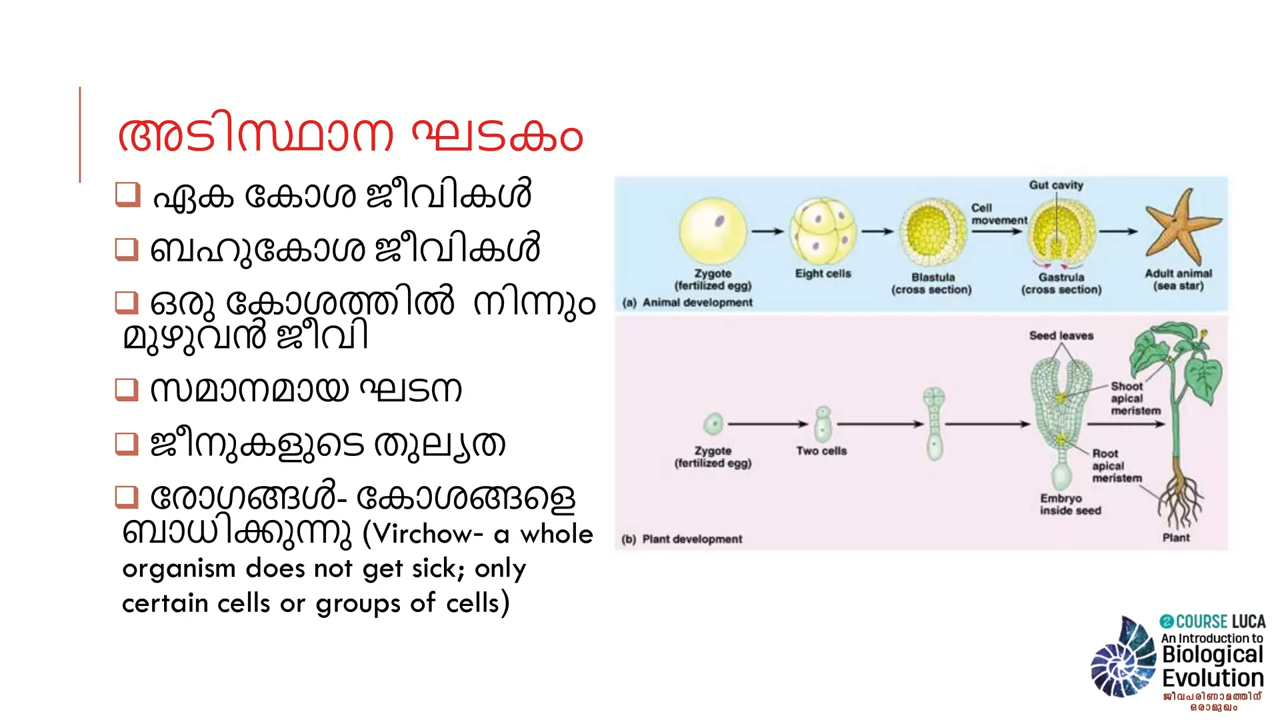 അടിസ്ഥാന ഘടകം
ഏക കോശ ജീവികൾ
ബഹുകോശ ജീവികൾ
ഒരു കോശത്തിൽ നിന്നും
മുഴുവൻ ജീവി
സമാനമായ ഘടന
ജീനുകളുടെ തുല്യത
രോഗങ്ങൾ- കോശങ്ങളെ
ബാധിക്കുന്നു (Virchow- a whole
organism does not get sick; only
certain cells or groups of cells)
Gut cavity
Cell
movement
Zygote
(fertilized egg)
Eight cells
Blastula
(cross section)
Gastrula
(cross section)
Adult animal
(sea star)
(a) Animal development
Seed leaves
Shoot
apical
meristem
Zygote
(fertilized egg)
Two cells
Root
apical
meristem
Embryo
inside seed
Plant
(b) Plant development
2 COURSE LUCA
An Introduction to
Biological
Evolution
ജീവപരിണാമത്തിന്
ഒരാമുഖം